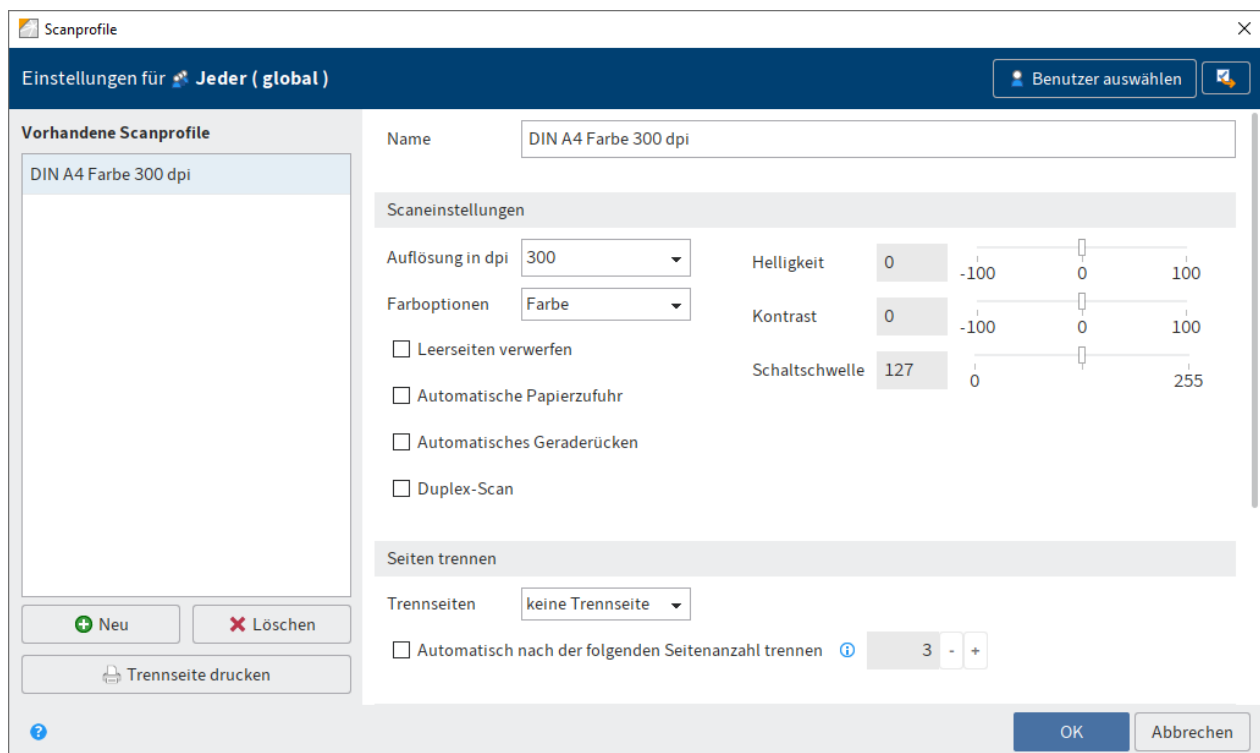 Scanprofile
Einstellungen für Jeder ( global )
Benutzer auswählen
Vorhandene Scanprofile
DIN A4 Farbe 300 dpi
Neu
Löschen
Trennseite drucken
Name
DIN A4 Farbe 300 dpi
Scaneinstellungen
Auflösung in dpi 300
Farboptionen Farbe
Leerseiten verwerfen
Automatische Papierzufuhr
Automatisches Geraderücken
Duplex-Scan
Helligkeit 0
-100 0 100
Kontrast 0
-100 0 100
Schaltschwelle 127
0 255
Seiten trennen
Trennseiten keine Trennseite
Automatisch nach der folgenden Seitenanzahl trennen 3 - +
OK
Abbrechen